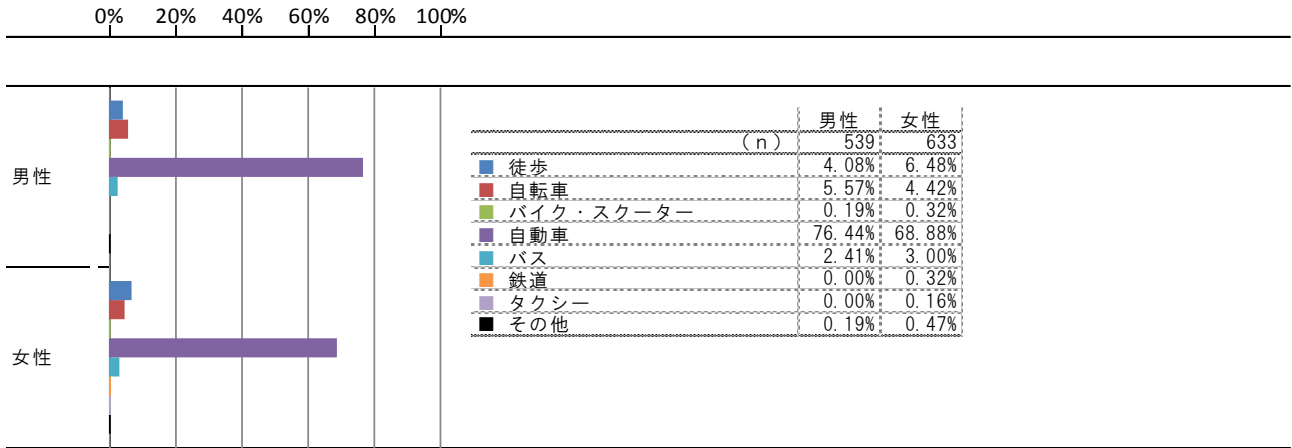 0% 20% 40% 60% 80% 100%
男性 女性
(n) 539 633
徒歩 4.08% 6.48%
自転車 5.57% 4.42%
バイク・スクーター 0.19% 0.32%
自動車 76.44% 68.88%
バス 2.41% 3.00%
鉄道 0.00% 0.32%
タクシー 0.00% 0.16%
その他 0.19% 0.47%
男性
女性